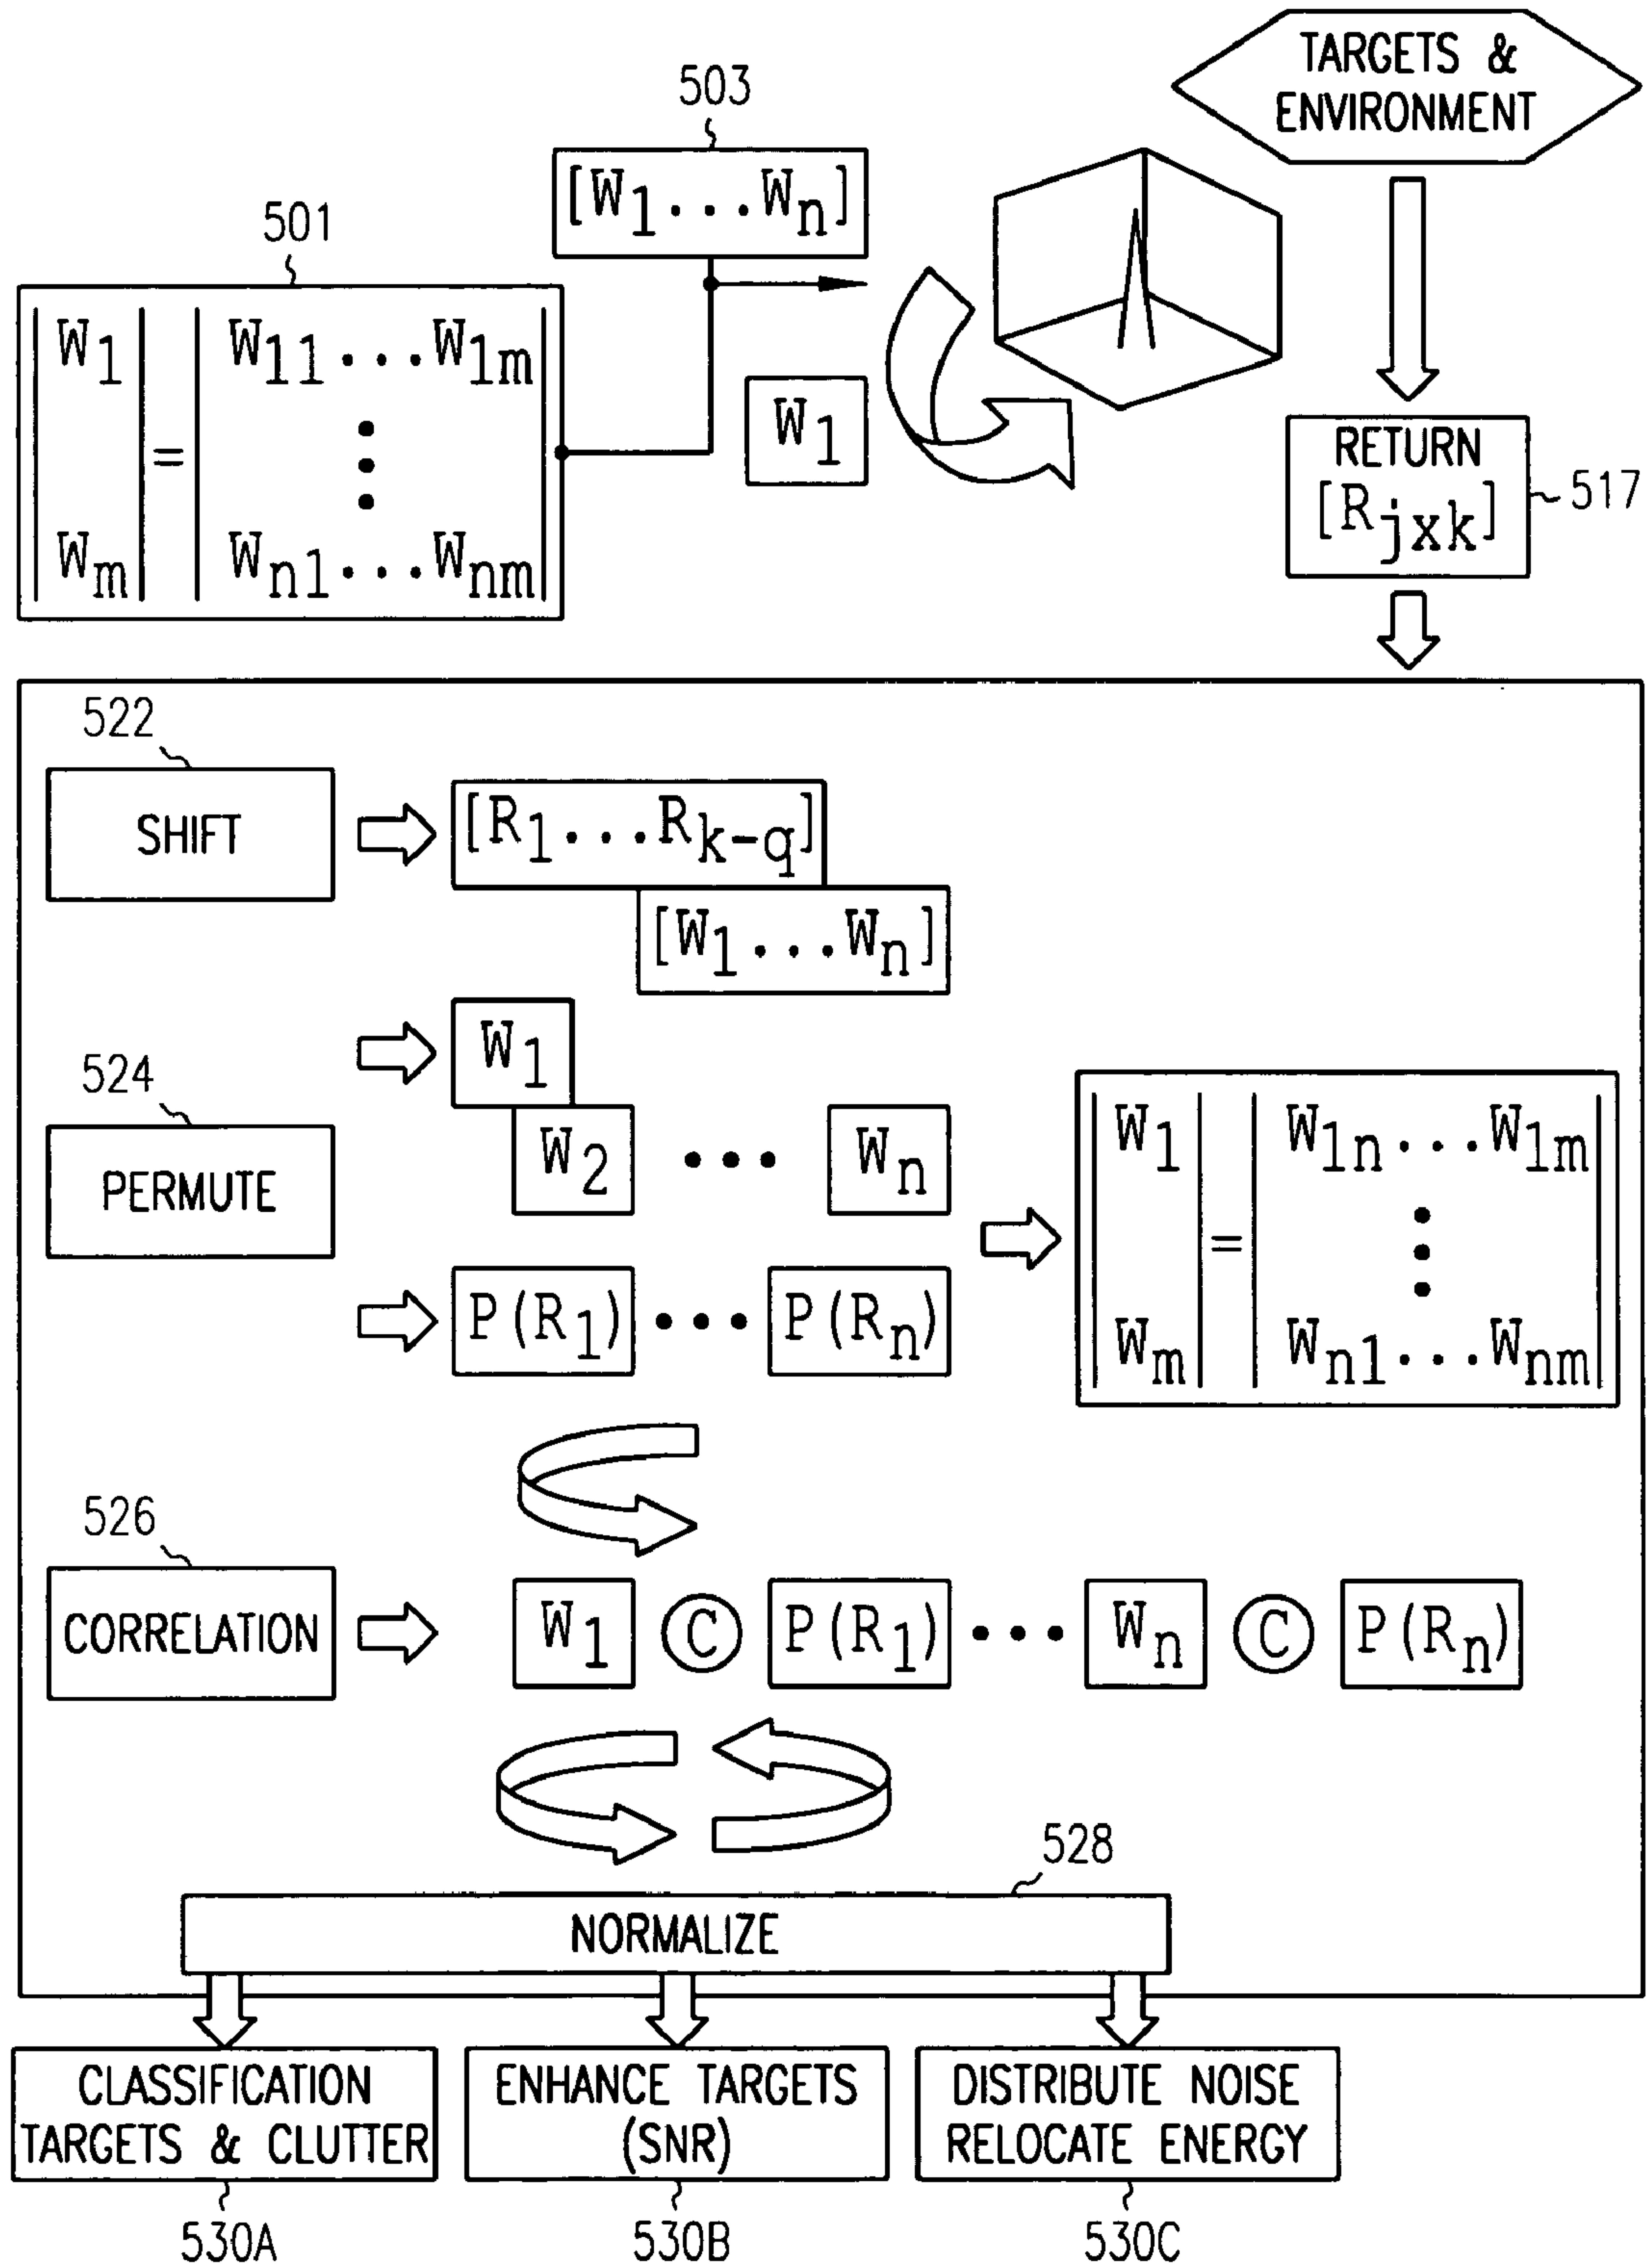 TARGETS &
ENVIRONMENT
503
[W1...Wn]
501
W1 = W11...W1m
Wm Wn1...Wnm
W1
RETURN
[Rjxk]
517
522
SHIFT
[R1...Rk-q]
[W1...Wn]
W1
524
PERMUTE
W2 ... Wn
W1 = W1n...W1m
Wm Wn1...Wnm
P(R1) ... P(Rn)
526
CORRELATION
W1 C P(R1) ... Wn C P(Rn)
528
NORMALIZE
CLASSIFICATION
TARGETS & CLUTTER
ENHANCE TARGETS
(SNR)
DISTRIBUTE NOISE
RELOCATE ENERGY
530A
530B
530C